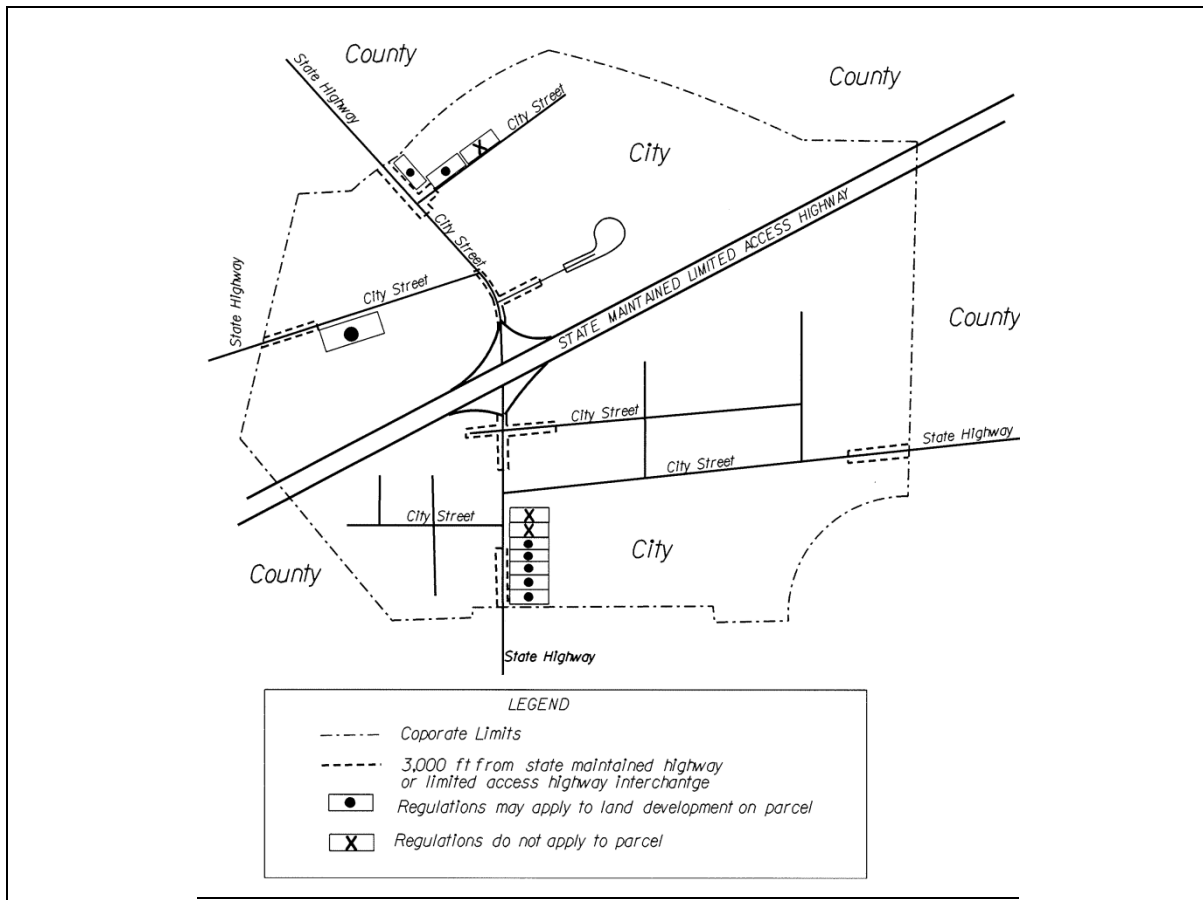 County
County
State Highway
City Street
City
City Street
STATE MAINTAINED LIMITED ACCESS HIGHWAY
State Highway
City Street
County
City Street
State Highway
City Street
City Street
X
X
X
City
County
State Highway
LEGEND
Coporate Limits
3,000 ft from state maintained highway
or limited access highway interchantge
Regulations may apply to land development on parcel
X
Regulations do not apply to parcel